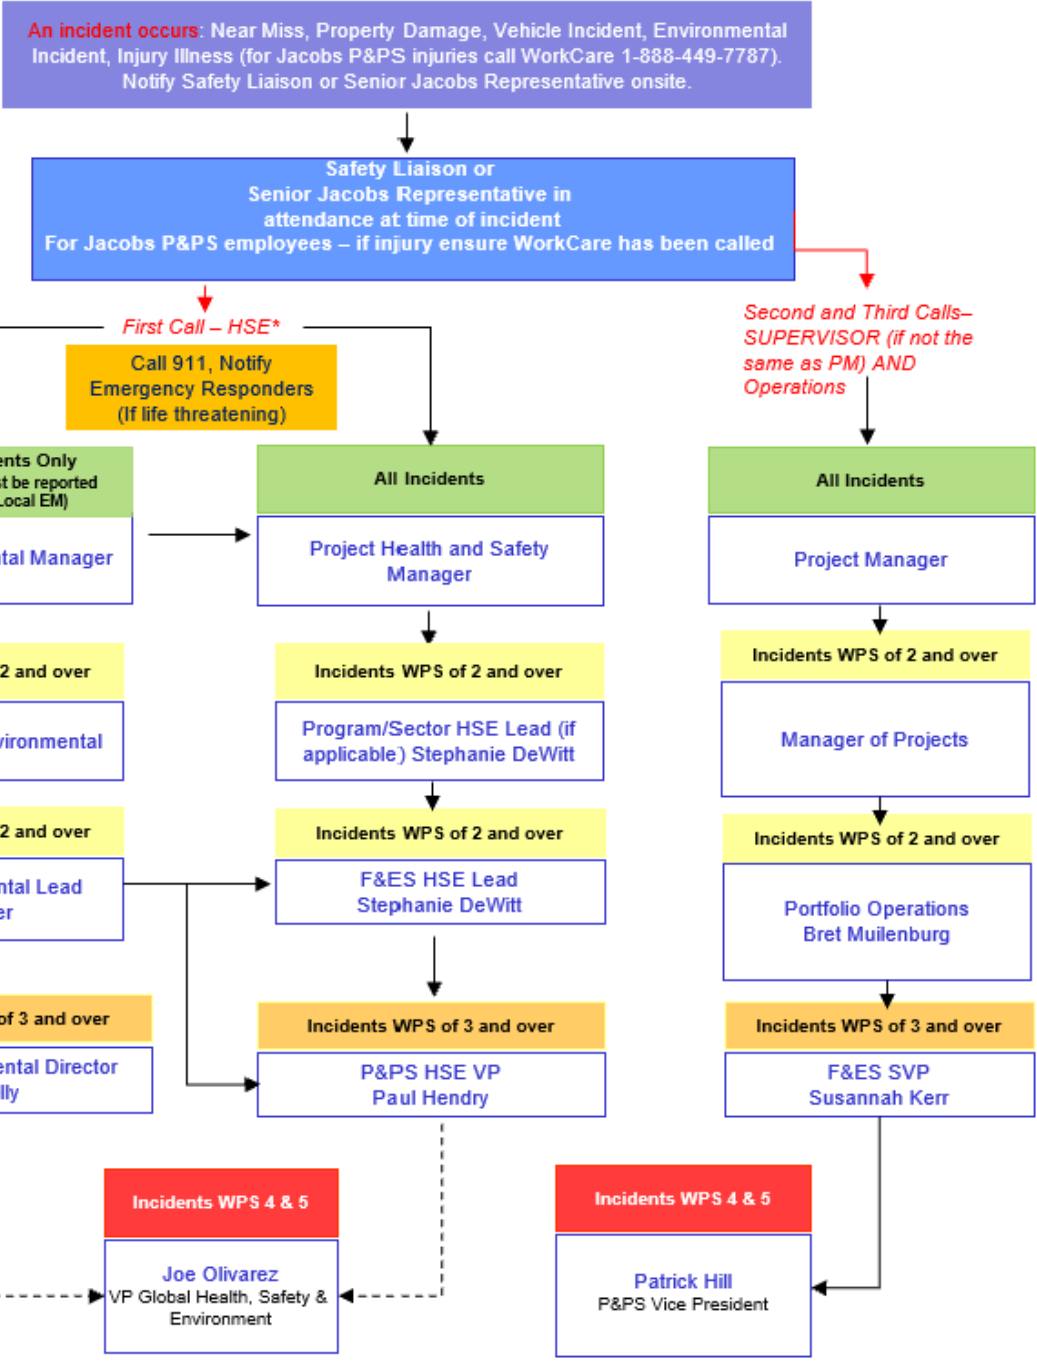 An incident occurs: Near Miss, Property Damage, Vehicle Incident, Environmental
Incident, Injury Illness (for Jacobs P&PS injuries call WorkCare 1-888-449-7787).
Notify Safety Liaison or Senior Jacobs Representative onsite.
Safety Liaison or
Senior Jacobs Representative in
attendance at time of incident
For Jacobs P&PS employees – if injury ensure WorkCare has been called
First Call – HSE*
Call 911, Notify
Emergency Responders
(If life threatening)
Second and Third Calls–
SUPERVISOR (if not the
same as PM) AND
Operations
ents Only
st be reported
Local EM)
ntal Manager
2 and over
vironmental
2 and over
ntal Lead
er
of 3 and over
ental Director
lly
All Incidents
Project Health and Safety
Manager
Incidents WPS of 2 and over
Program/Sector HSE Lead (if
applicable) Stephanie DeWitt
Incidents WPS of 2 and over
F&ES HSE Lead
Stephanie DeWitt
Incidents WPS of 3 and over
P&PS HSE VP
Paul Hendry
Incidents WPS 4 & 5
Joe Olivarez
VP Global Health, Safety &
Environment
All Incidents
Project Manager
Incidents WPS of 2 and over
Manager of Projects
Incidents WPS of 2 and over
Portfolio Operations
Bret Muilenburg
Incidents WPS of 3 and over
F&ES SVP
Susannah Kerr
Incidents WPS 4 & 5
Patrick Hill
P&PS Vice President